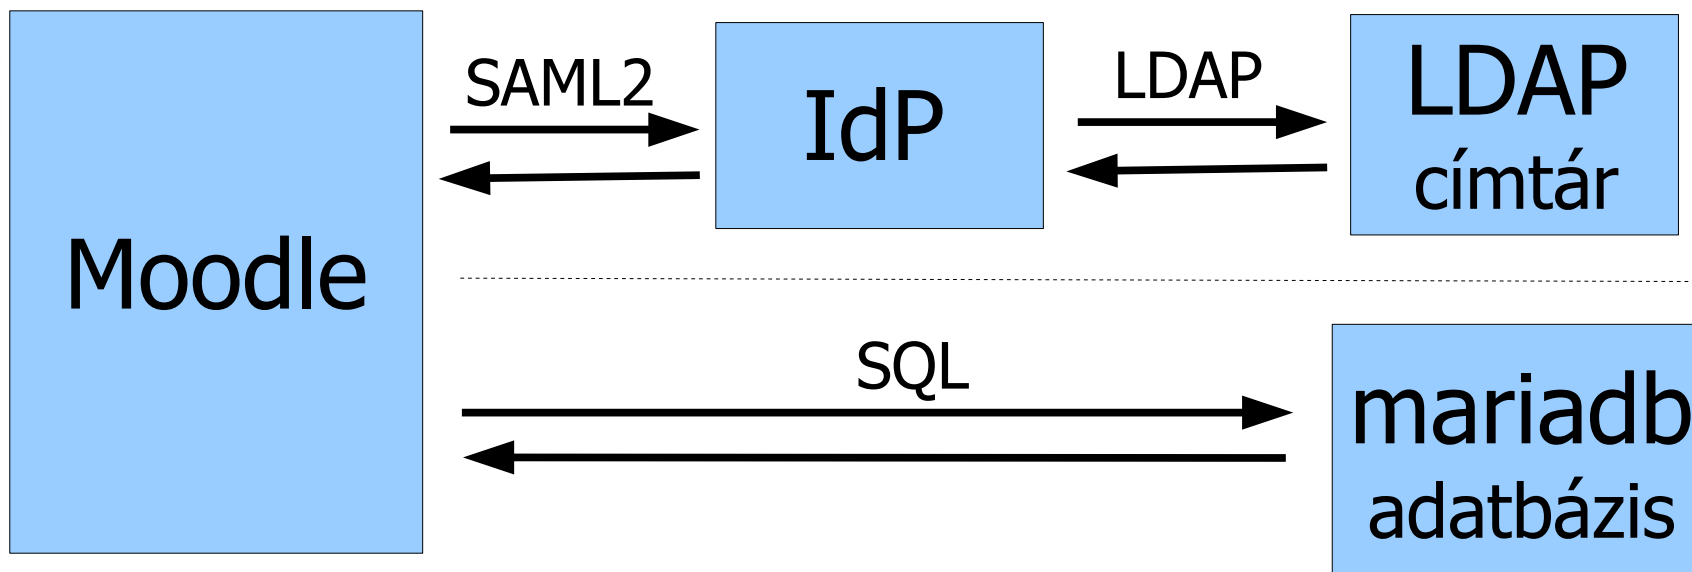 Moodle
SAML2
IdP
LDAP
LDAP
címtár
SQL
mariadb
adatbázis